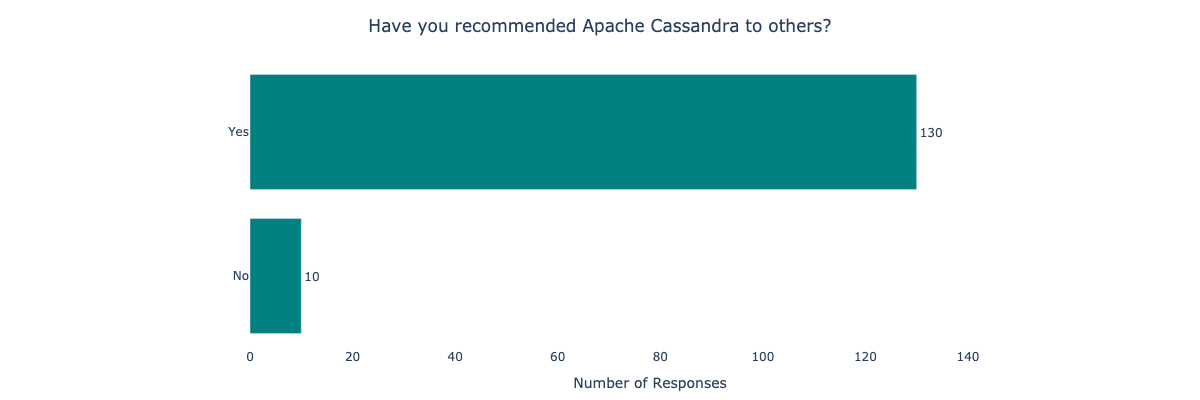 Have you recommended Apache Cassandra to others?
Yes
130
No
10
0 20 40 60 80 100 120 140
Number of Responses